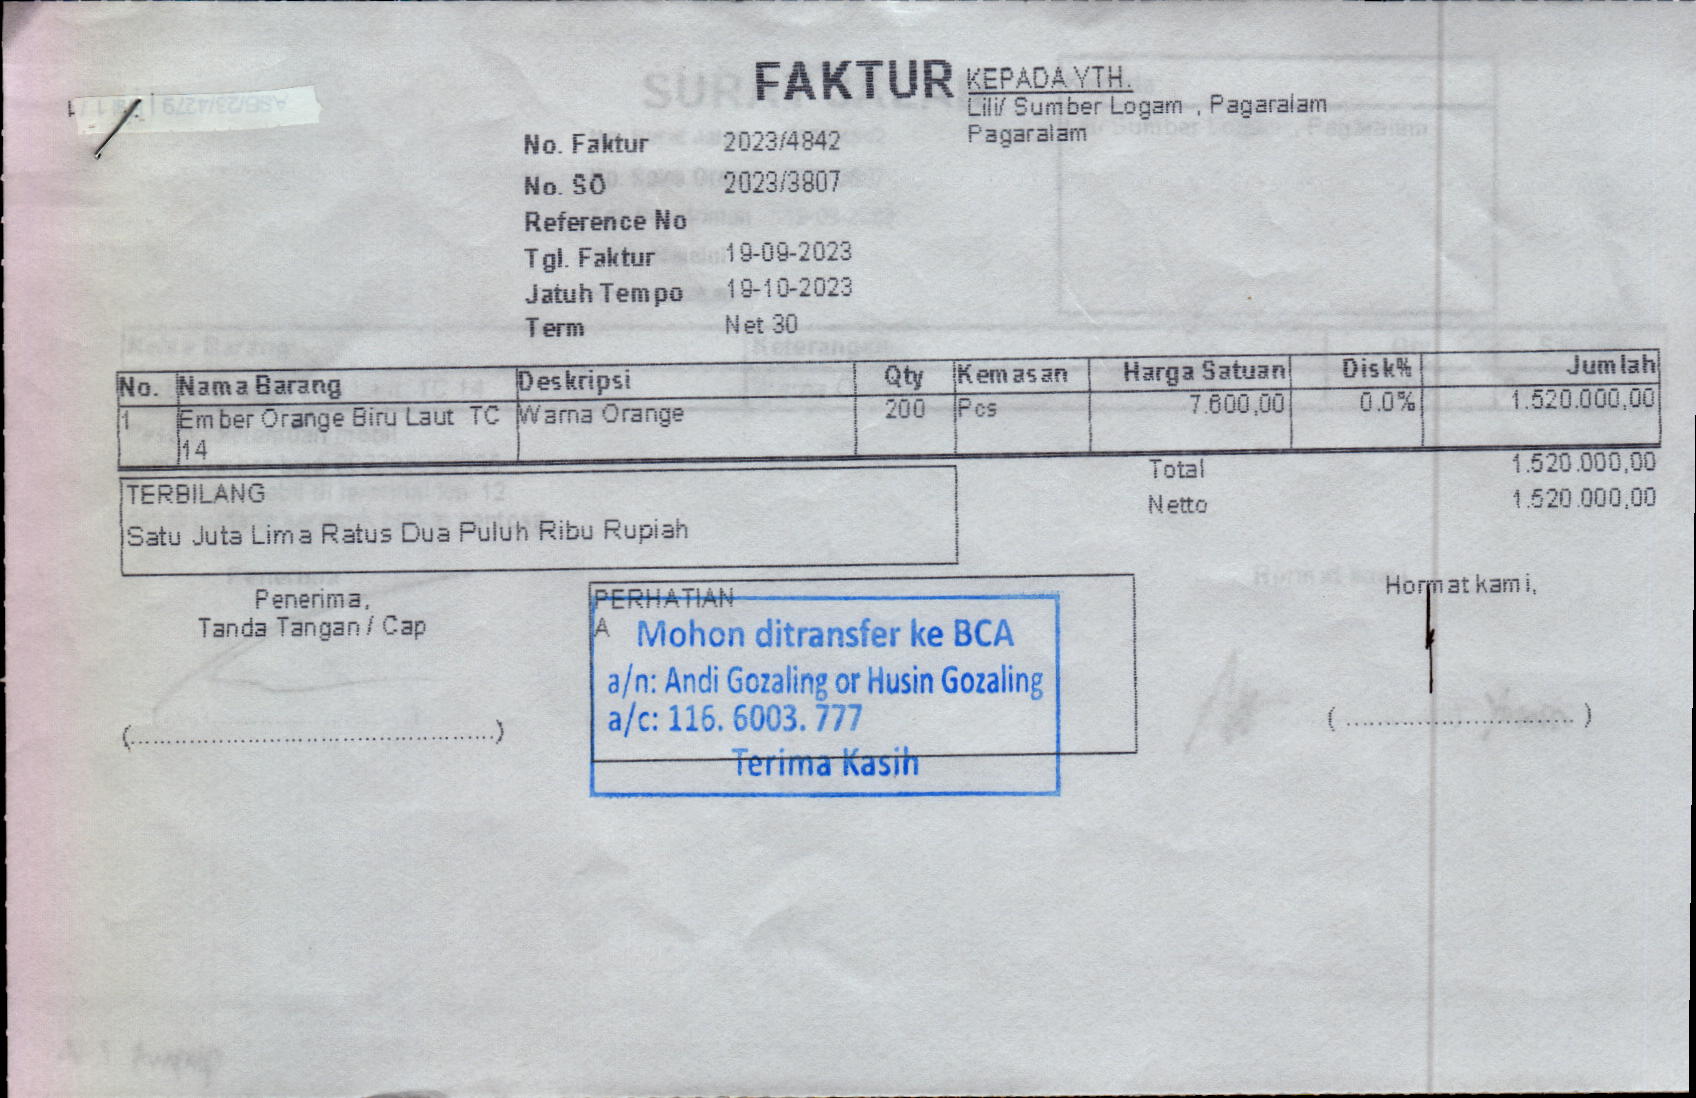 FAKTUR
KEPADA YTH.
Lili/ Sumber Logam , Pagaralam
Pagaralam
No. Faktur 2023/4842
No. SO 2023/3807
Reference No
Tgl. Faktur 19-09-2023
Jatuh Tempo 19-10-2023
Term Net 30
No. Nama Barang Deskripsi Qty Kemasan Harga Satuan Disk% Jumlah
1 Ember Orange Biru Laut TC 14 Warna Orange 200 Pcs 7.600,00 0.0% 1.520.000,00
Total 1.520.000,00
Netto 1.520.000,00
TERBILANG
Satu Juta Lima Ratus Dua Puluh Ribu Rupiah
Penerima,
Tanda Tangan / Cap
(..............................................)
PERHATIAN
A
Mohon ditransfer ke BCA
a/n: Andi Gozaling or Husin Gozaling
a/c: 116. 6003. 777
Terima Kasih
Hormat kami,
( ............................ )